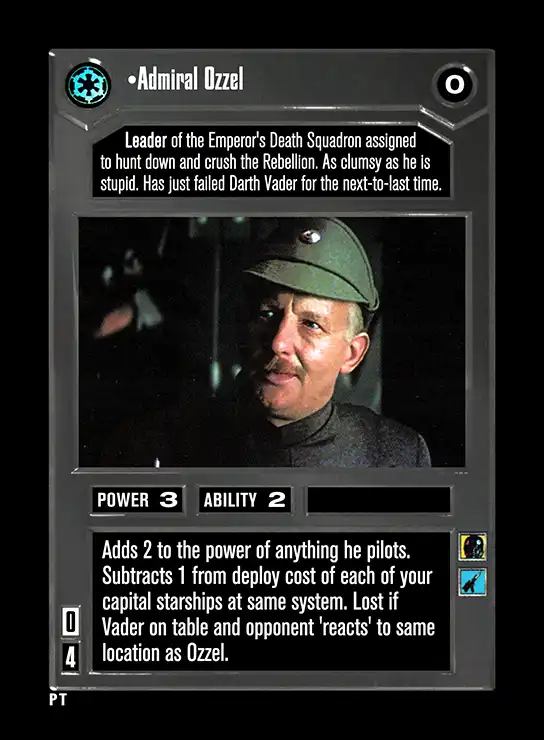 •Admiral Ozzel
O
Leader of the Emperor's Death Squadron assigned
to hunt down and crush the Rebellion. As clumsy as he is
stupid. Has just failed Darth Vader for the next-to-last time.
POWER 3 ABILITY 2
Adds 2 to the power of anything he pilots.
Subtracts 1 from deploy cost of each of your
capital starships at same system. Lost if
Vader on table and opponent 'reacts' to same
location as Ozzel.
0
4
PT